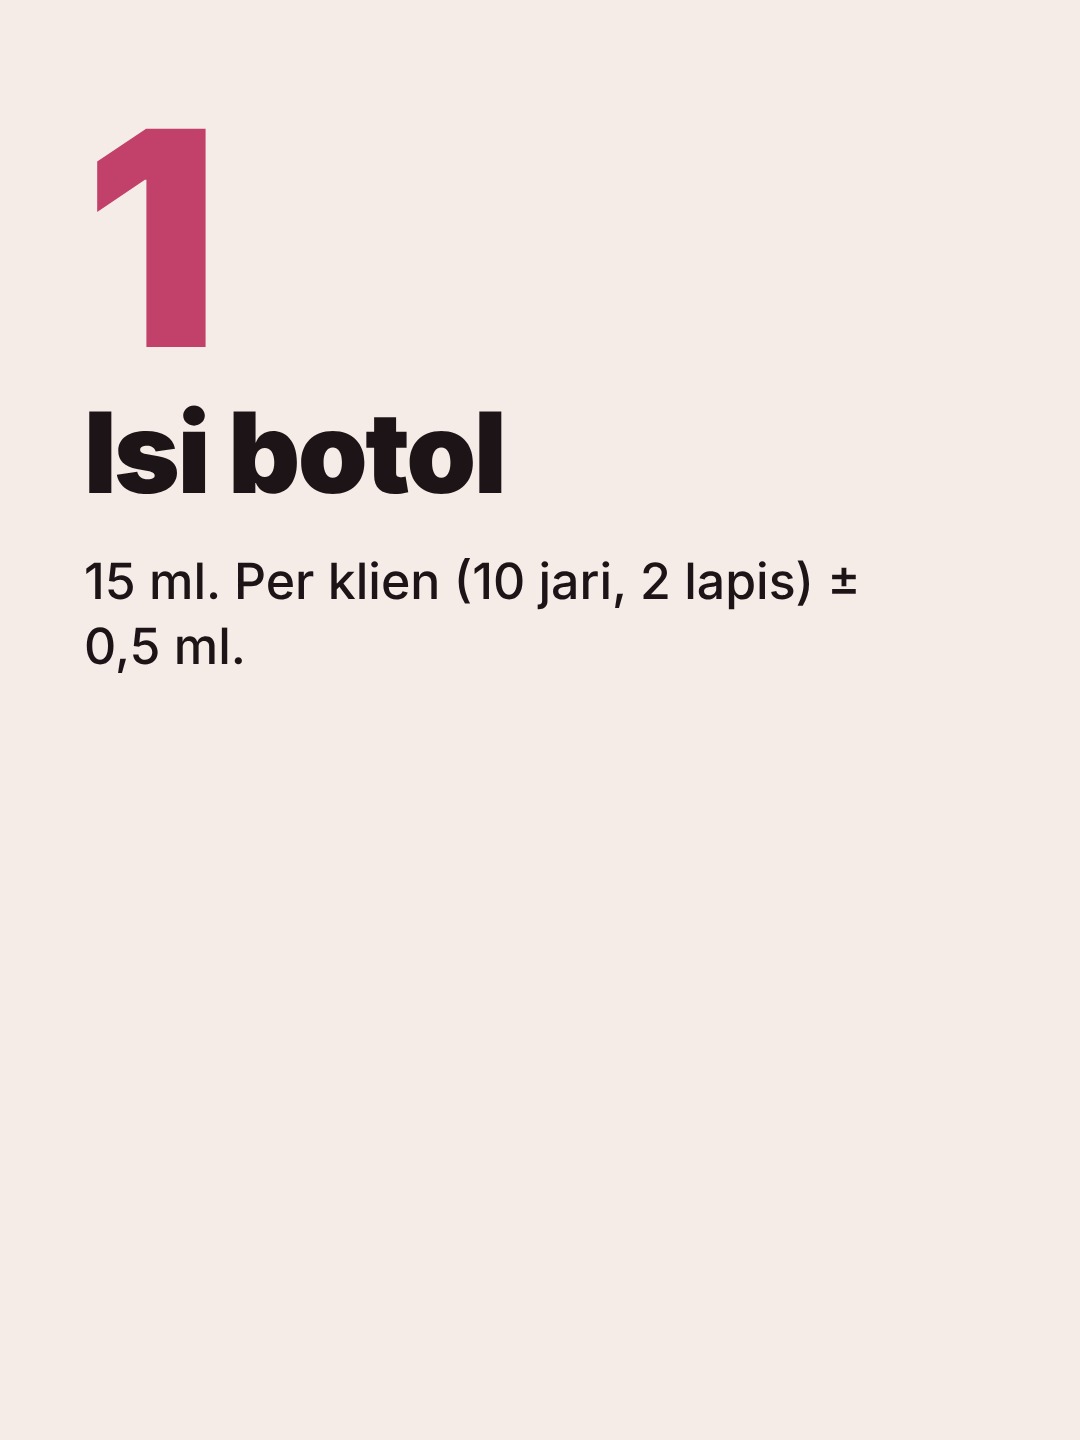 1
Isi botol
15 ml. Per klien (10 jari, 2 lapis) ±
0,5 ml.